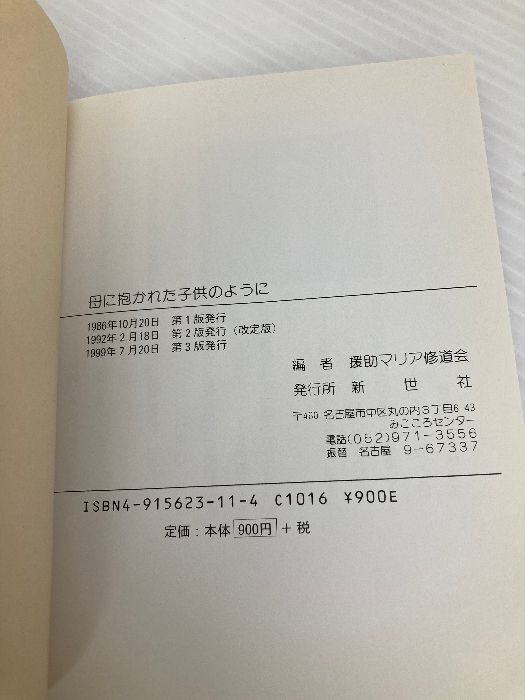 母に抱かれた子供のように
1986年10月20日 第1版発行
1992年2月18日 第2版発行（改定版）
1999年7月20日 第3版発行
編者 援助マリア修道会
発行所 新世社
〒460 名古屋市中区丸の内3丁目6-43
みこころセンター
電話(052)971-3556
振替 名古屋 9-67337
ISBN4-915623-11-4 C1016 ¥900E
定価：本体900円＋税